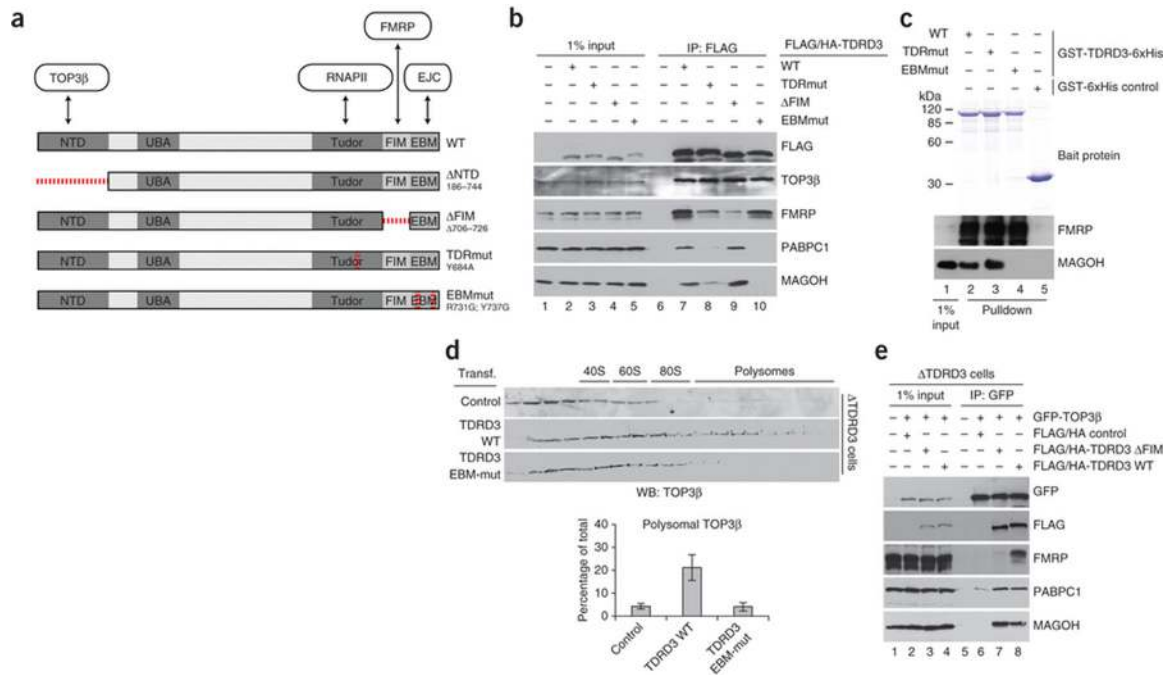 a
FMRP
TOP3β
RNAPII
EJC
NTD UBA Tudor FIM EBM WT
UBA Tudor FIM EBM ΔNTD
186–744
NTD UBA Tudor EBM ΔFIM
Δ706–726
NTD UBA Tudor FIM EBM TDRmut
Y684A
NTD UBA Tudor FIM EBM EBMmut
R731G; Y737G
b
1% input IP: FLAG FLAG/HA-TDRD3
– + – – – – + – – – WT
– – + – – – – + – – TDRmut
– – – + – – – – + – ΔFIM
– – – – + – – – – + EBMmut
FLAG
TOP3β
FMRP
PABPC1
MAGOH
1 2 3 4 5 6 7 8 9 10
c
WT – + – – –
TDRmut – – + – –
EBMmut – – – + –
GST-TDRD3-6xHis
– – – – + GST-6xHis control
kDa
120
85
60
30
Bait protein
FMRP
MAGOH
1 2 3 4 5
1% input
Pulldown
d
Transf. 40S 60S 80S Polysomes
Control
TDRD3 WT
TDRD3 EBM-mut
ΔTDRD3 cells
WB: TOP3β
Polysomal TOP3β
Percentage of total
40
30
20
10
0
Control
TDRD3 WT
TDRD3 EBM-mut
e
ΔTDRD3 cells
1% input IP: GFP
– + + + – + + + GFP-TOP3β
– + – – – + – – FLAG/HA control
– – + – – – + – FLAG/HA-TDRD3 ΔFIM
– – – + – – – + FLAG/HA-TDRD3 WT
GFP
FLAG
FMRP
PABPC1
MAGOH
1 2 3 4 5 6 7 8